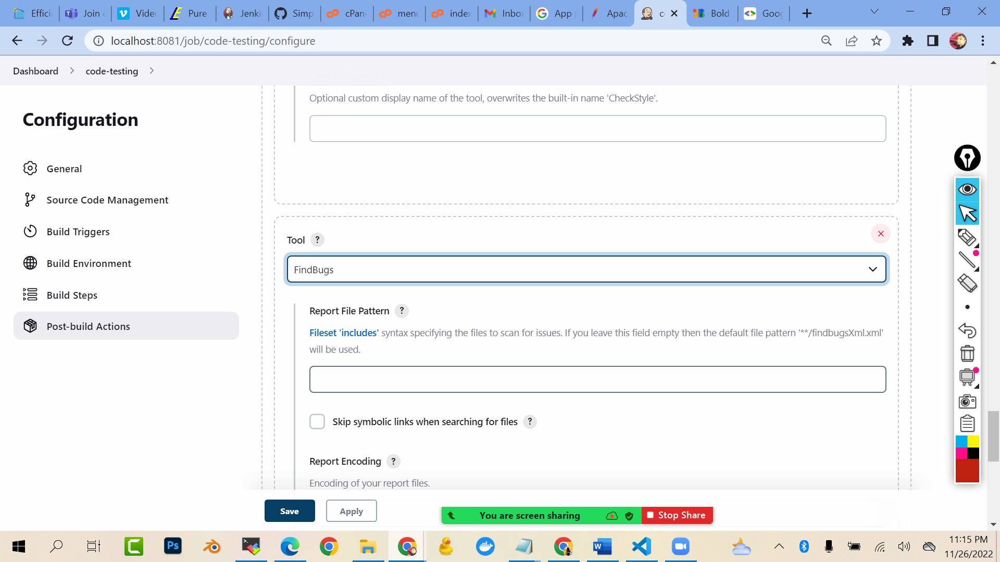 Effici
Join
Videc
Pure
Jenki
Simp
cPan
menu
index
Inbo
App
Apac
Bold
Goog
localhost:8081/job/code-testing/configure
Dashboard
code-testing
Optional custom display name of the tool, overwrites the built-in name 'CheckStyle'.
Configuration
General
Source Code Management
Build Triggers
Build Environment
Build Steps
Post-build Actions
Tool ?
FindBugs
Report File Pattern ?
Fileset 'includes' syntax specifying the files to scan for issues. If you leave this field empty then the default file pattern '**/findbugsXml.xml'
will be used.
Skip symbolic links when searching for files ?
Report Encoding ?
Encoding of your report files.
Save
Apply
You are screen sharing
Stop Share
Ps
11:15 PM
11/26/2022